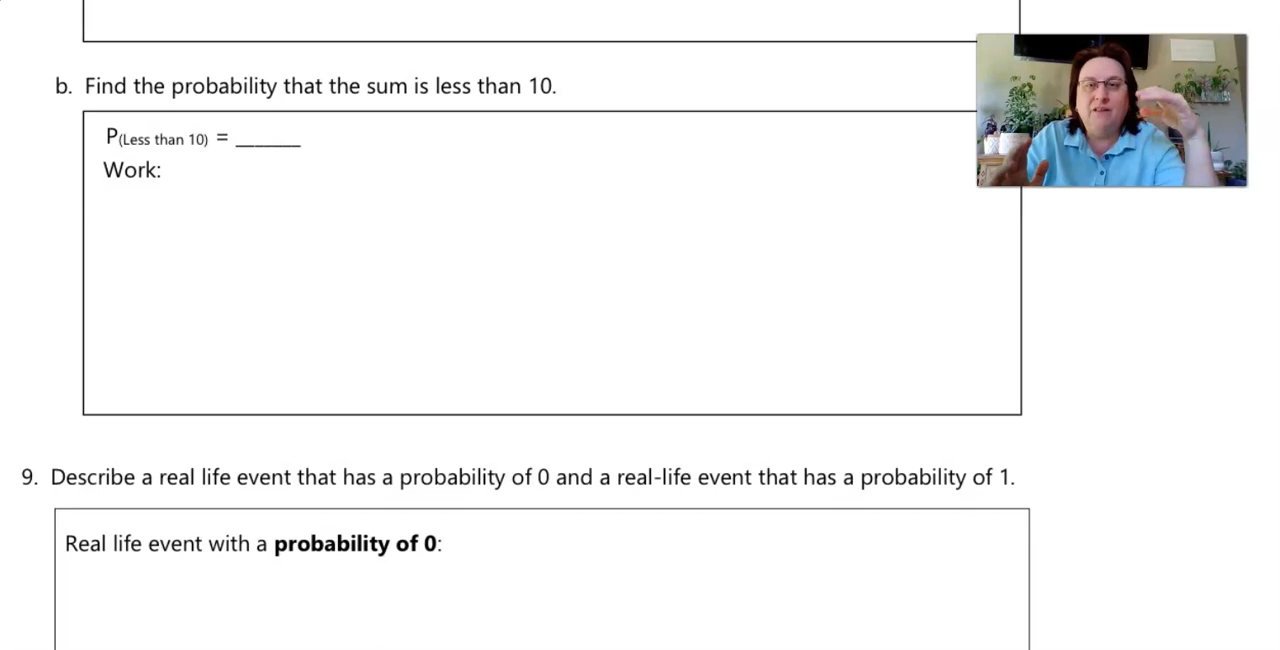 b. Find the probability that the sum is less than 10.
P(Less than 10) = ______
Work:
9. Describe a real life event that has a probability of 0 and a real-life event that has a probability of 1.
Real life event with a probability of 0: